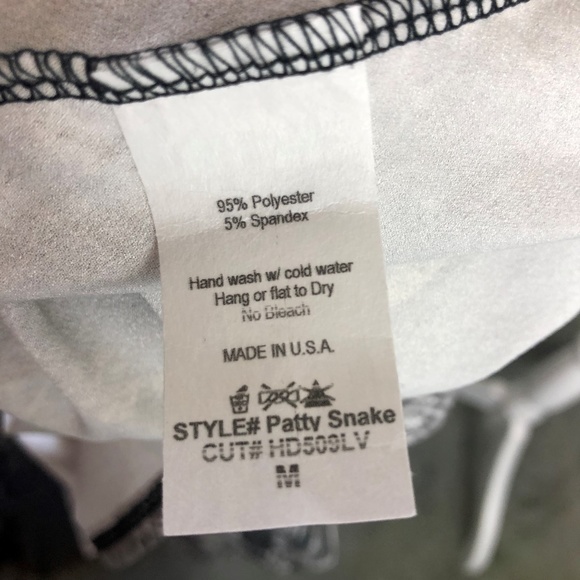 95% Polyester
5% Spandex
Hand wash w/ cold water
Hang or flat to Dry
No Bleach
MADE IN U.S.A.
STYLE# Patty Snake
CUT# HD509LV
M